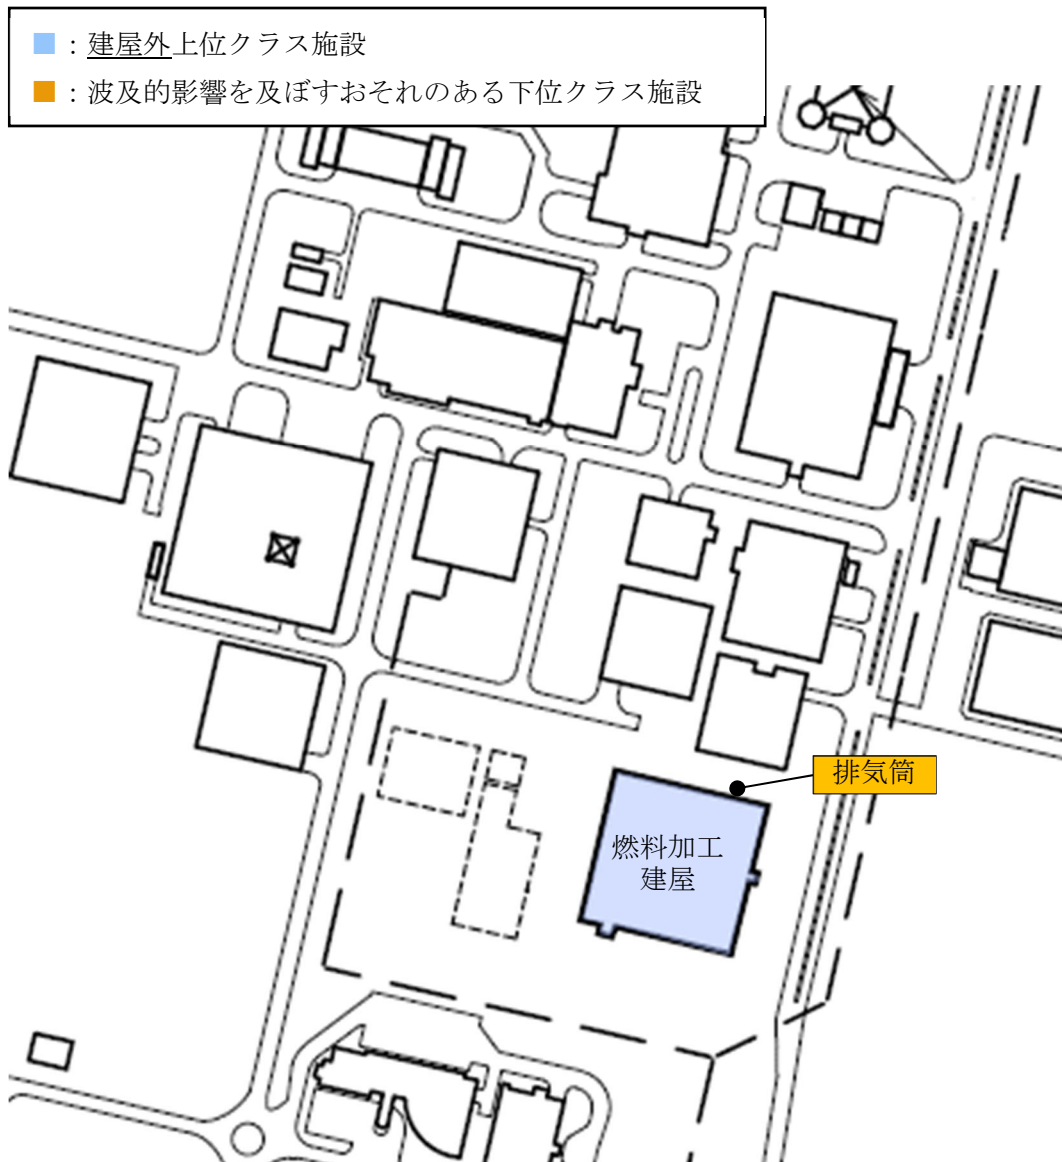 ■：建屋外上位クラス施設
■：波及的影響を及ぼすおそれのある下位クラス施設
排気筒
燃料加工
建屋